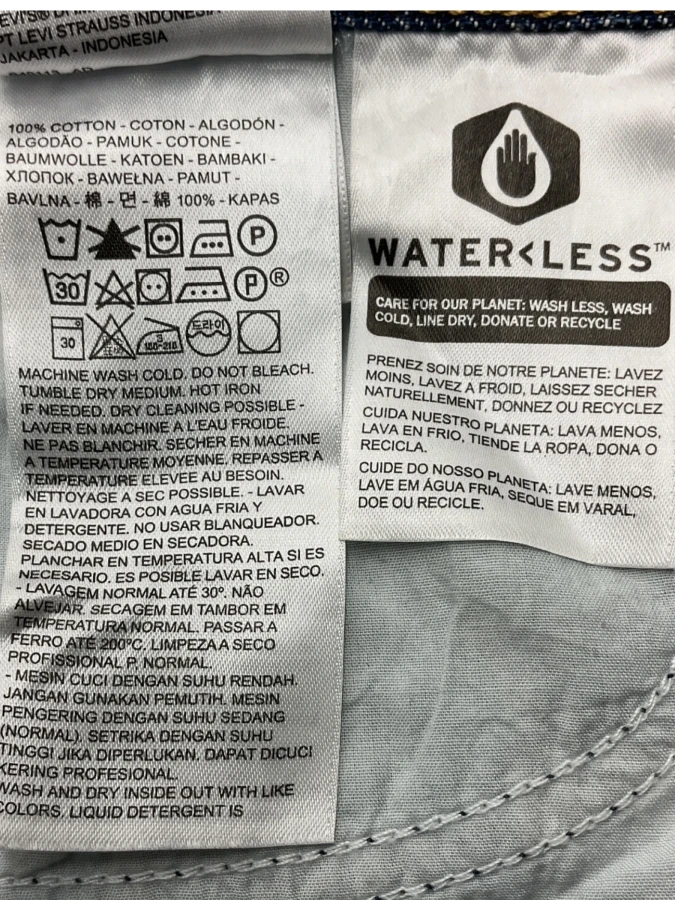 PT LEVI STRAUSS INDONESIA
JAKARTA - INDONESIA
100% COTTON - COTON - ALGODÓN -
ALGODÃO - PAMUK - COTONE -
BAUMWOLLE - KATOEN - BAMBAKI -
ХЛОПОК - BAWEŁNA - PAMUT -
BAVLNA - 棉 - 면 - 綿 100% - KAPAS
P
30 P ®
30 180-210 드라이
MACHINE WASH COLD. DO NOT BLEACH.
TUMBLE DRY MEDIUM. HOT IRON
IF NEEDED. DRY CLEANING POSSIBLE -
LAVER EN MACHINE A L'EAU FROIDE.
NE PAS BLANCHIR. SECHER EN MACHINE
A TEMPERATURE MOYENNE. REPASSER A
TEMPERATURE ELEVEE AU BESOIN.
NETTOYAGE A SEC POSSIBLE. - LAVAR
EN LAVADORA CON AGUA FRIA Y
DETERGENTE. NO USAR BLANQUEADOR.
SECADO MEDIO EN SECADORA.
PLANCHAR EN TEMPERATURA ALTA SI ES
NECESARIO. ES POSIBLE LAVAR EN SECO.
- LAVAGEM NORMAL ATÉ 30º. NÃO
ALVEJAR. SECAGEM EM TAMBOR EM
TEMPERATURA NORMAL. PASSAR A
FERRO ATÉ 200ºC. LIMPEZA A SECO
PROFISSIONAL P. NORMAL.
- MESIN CUCI DENGAN SUHU RENDAH.
JANGAN GUNAKAN PEMUTIH. MESIN
PENGERING DENGAN SUHU SEDANG
(NORMAL). SETRIKA DENGAN SUHU
TINGGI JIKA DIPERLUKAN. DAPAT DICUCI
KERING PROFESIONAL.
WASH AND DRY INSIDE OUT WITH LIKE
COLORS. LIQUID DETERGENT IS
WATER<LESS™
CARE FOR OUR PLANET: WASH LESS, WASH
COLD, LINE DRY, DONATE OR RECYCLE
PRENEZ SOIN DE NOTRE PLANETE: LAVEZ
MOINS, LAVEZ A FROID, LAISSEZ SECHER
NATURELLEMENT, DONNEZ OU RECYCLEZ
CUIDA NUESTRO PLANETA: LAVA MENOS,
LAVA EN FRIO, TIENDE LA ROPA, DONA O
RECICLA.
CUIDE DO NOSSO PLANETA: LAVE MENOS,
LAVE EM ÁGUA FRIA, SEQUE EM VARAL,
DOE OU RECICLE.